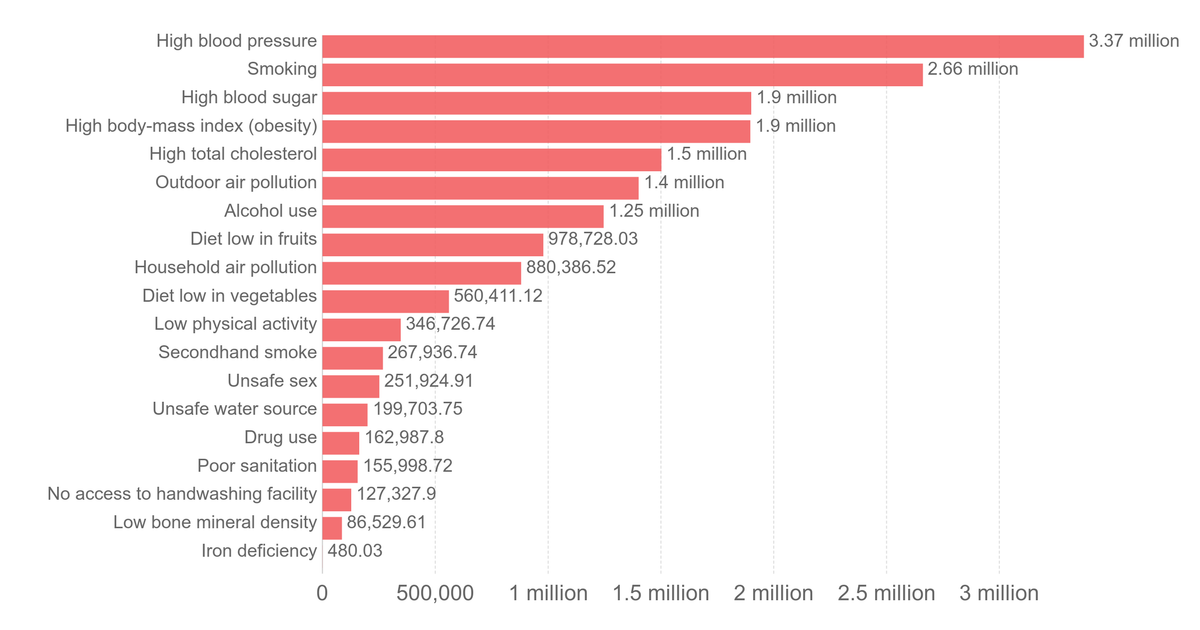 High blood pressure 3.37 million
Smoking 2.66 million
High blood sugar 1.9 million
High body-mass index (obesity) 1.9 million
High total cholesterol 1.5 million
Outdoor air pollution 1.4 million
Alcohol use 1.25 million
Diet low in fruits 978,728.03
Household air pollution 880,386.52
Diet low in vegetables 560,411.12
Low physical activity 346,726.74
Secondhand smoke 267,936.74
Unsafe sex 251,924.91
Unsafe water source 199,703.75
Drug use 162,987.8
Poor sanitation 155,998.72
No access to handwashing facility 127,327.9
Low bone mineral density 86,529.61
Iron deficiency 480.03
0 500,000 1 million 1.5 million 2 million 2.5 million 3 million